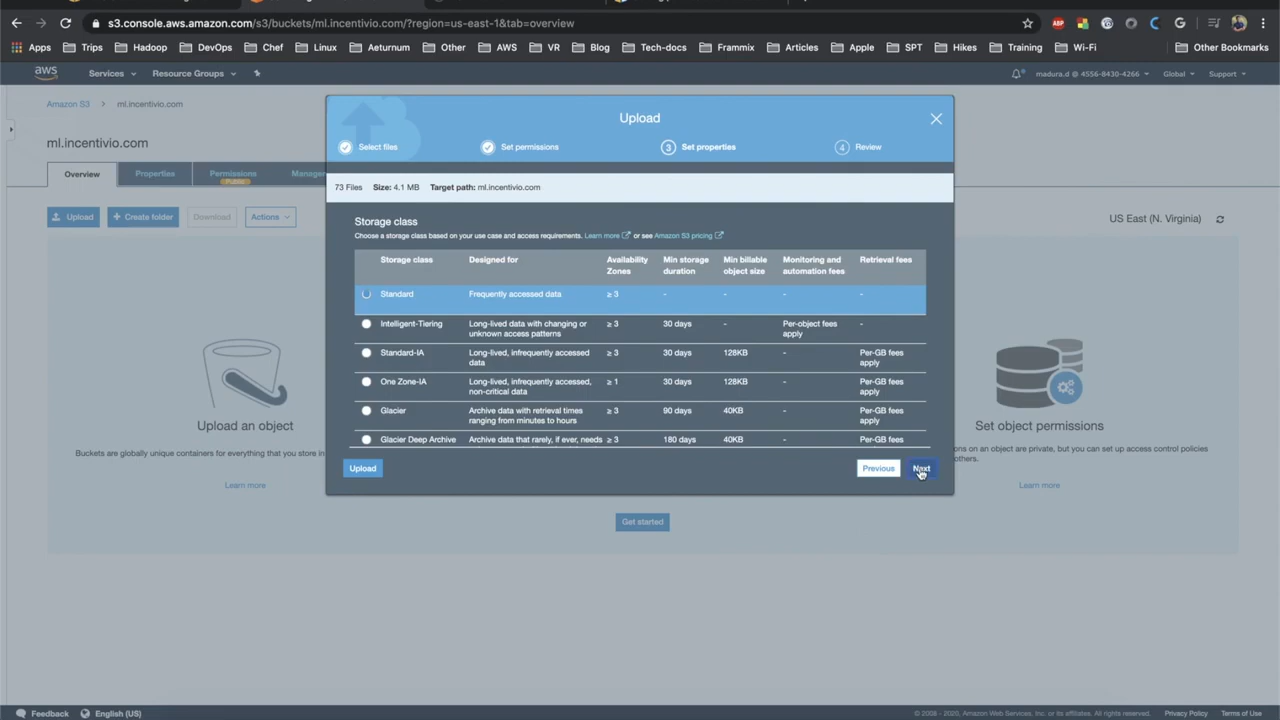 s3.console.aws.amazon.com/s3/buckets/ml.incentivio.com/?region=us-east-1&tab=overview
Apps Trips Hadoop DevOps Chef Linux Aeturnum Other AWS VR Blog Tech-docs Frammix Articles Apple SPT Hikes Training Wi-Fi Other Bookmarks
aws Services Resource Groups madura.d @ 4556-0430-4266 Global Support
Amazon S3 > ml.incentivio.com
ml.incentivio.com
Overview Properties Permissions
Public
Upload + Create folder Download Actions
US East (N. Virginia)
Upload
Select files Set permissions 3 Set properties 4 Review
73 Files Size: 4.1 MB Target path: ml.incentivio.com
Storage class
Choose a storage class based on your use case and access requirements. Learn more or see Amazon S3 pricing
Storage class Designed for Availability Zones Min storage duration Min billable object size Monitoring and automation fees Retrieval fees
Standard Frequently accessed data ≥ 3 - - - -
Intelligent-Tiering Long-lived data with changing or unknown access patterns ≥ 3 30 days - Per-object fees apply -
Standard-IA Long-lived, infrequently accessed data ≥ 3 30 days 128KB - Per-GB fees apply
One Zone-IA Long-lived, infrequently accessed, non-critical data ≥ 1 30 days 128KB - Per-GB fees apply
Glacier Archive data with retrieval times ranging from minutes to hours ≥ 3 90 days 40KB - Per-GB fees apply
Glacier Deep Archive Archive data that rarely, if ever, needs ≥ 3 180 days 40KB - Per-GB fees
Upload Previous Next
Upload an object
Buckets are globally unique containers for everything that you store in
Learn more
Set object permissions
ons on an object are private, but you can set up access control policies
others.
Learn more
Get started
Feedback English (US) © 2008 - 2020, Amazon Web Services, Inc. or its affiliates. All rights reserved. Privacy Policy Terms of Use